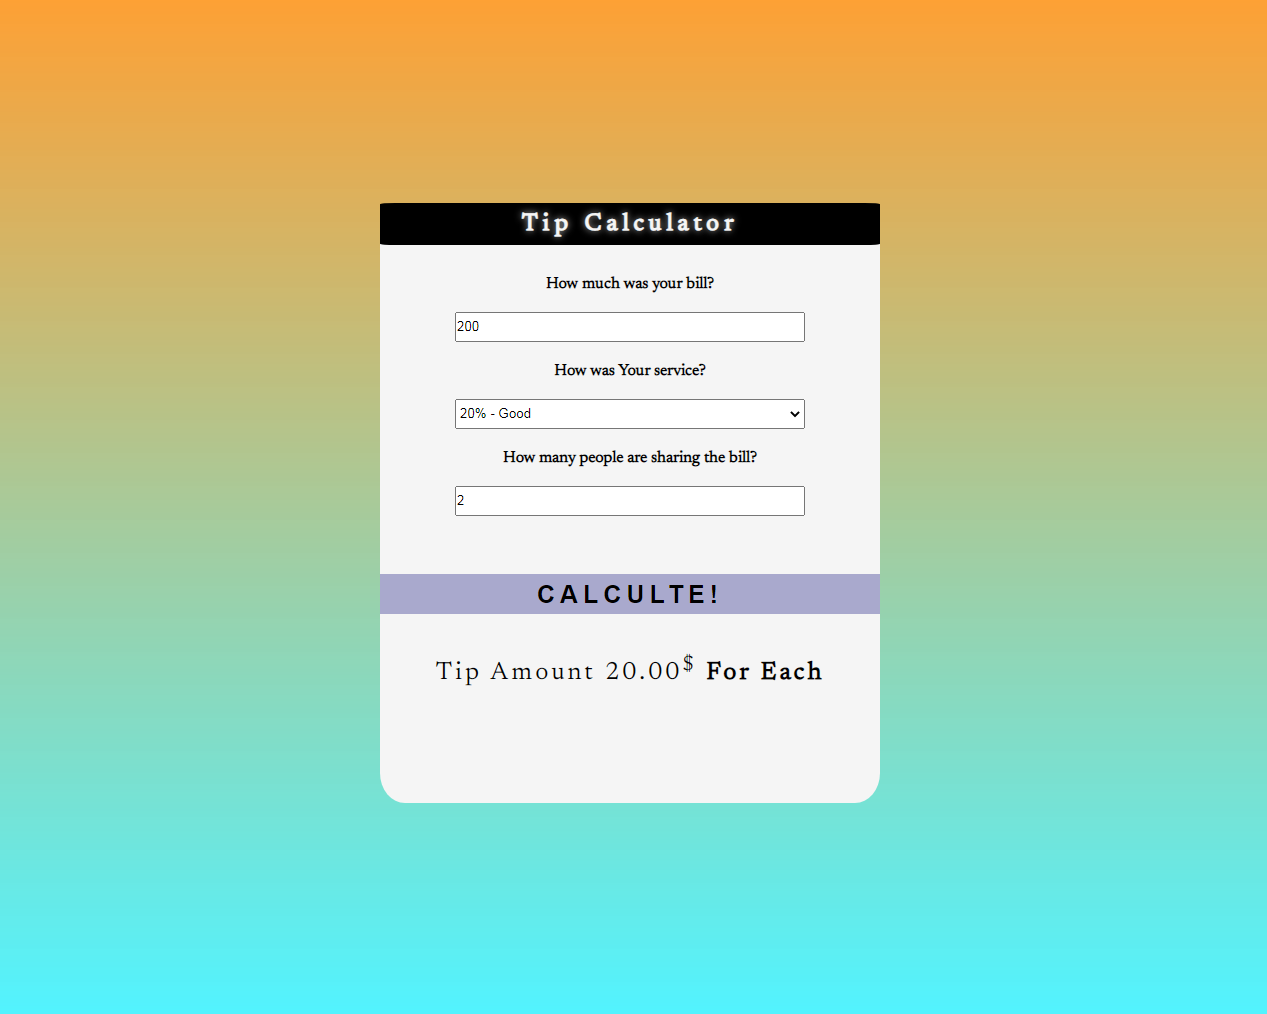 Tip Calculator
How much was your bill?
200
How was Your service?
20% - Good
How many people are sharing the bill?
2
CALCULTE!
Tip Amount 20.00$ For Each